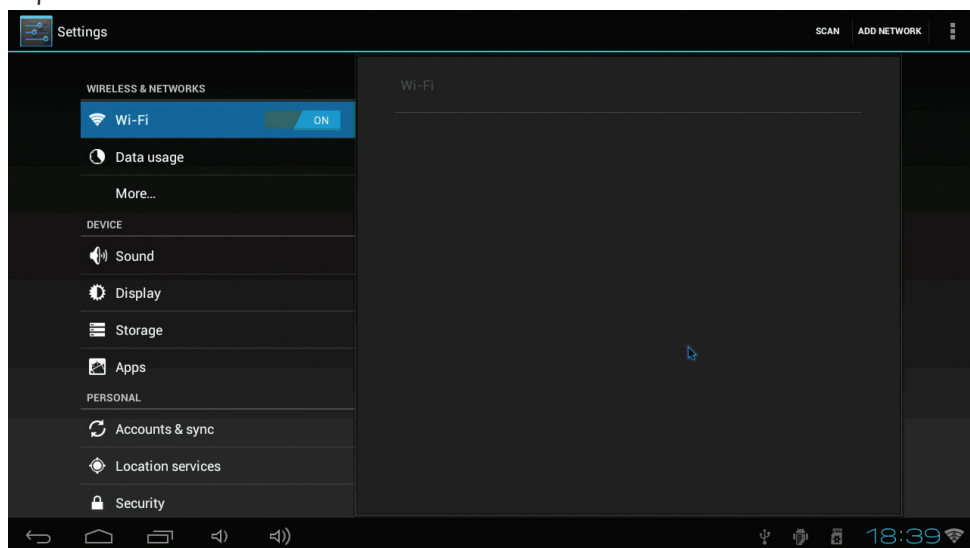 Settings
SCAN ADD NETWORK
WIRELESS & NETWORKS
Wi-Fi ON
Data usage
More...
DEVICE
Sound
Display
Storage
Apps
PERSONAL
Accounts & sync
Location services
Security
Wi-Fi
18:39